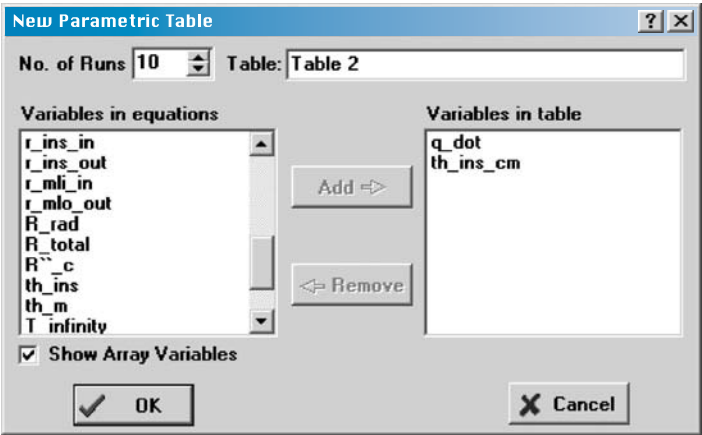 New Parametric Table
No. of Runs 10 Table: Table 2
Variables in equations
r_ins_in
r_ins_out
r_mli_in
r_mlo_out
R_rad
R_total
R``_c
th_ins
th_m
T_infinity
Add
Remove
Variables in table
q_dot
th_ins_cm
Show Array Variables
OK
Cancel